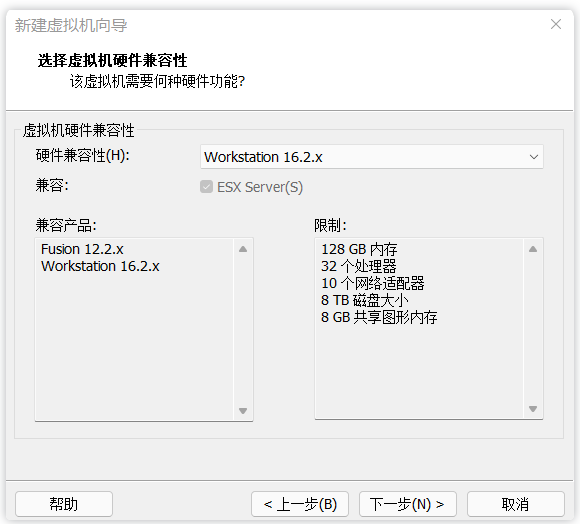 新建虚拟机向导
选择虚拟机硬件兼容性
该虚拟机需要何种硬件功能?
虚拟机硬件兼容性
硬件兼容性(H):
Workstation 16.2.x
兼容:
ESX Server(S)
兼容产品:
Fusion 12.2.x
Workstation 16.2.x
限制:
128 GB 内存
32 个处理器
10 个网络适配器
8 TB 磁盘大小
8 GB 共享图形内存
帮助
< 上一步(B)
下一步(N) >
取消